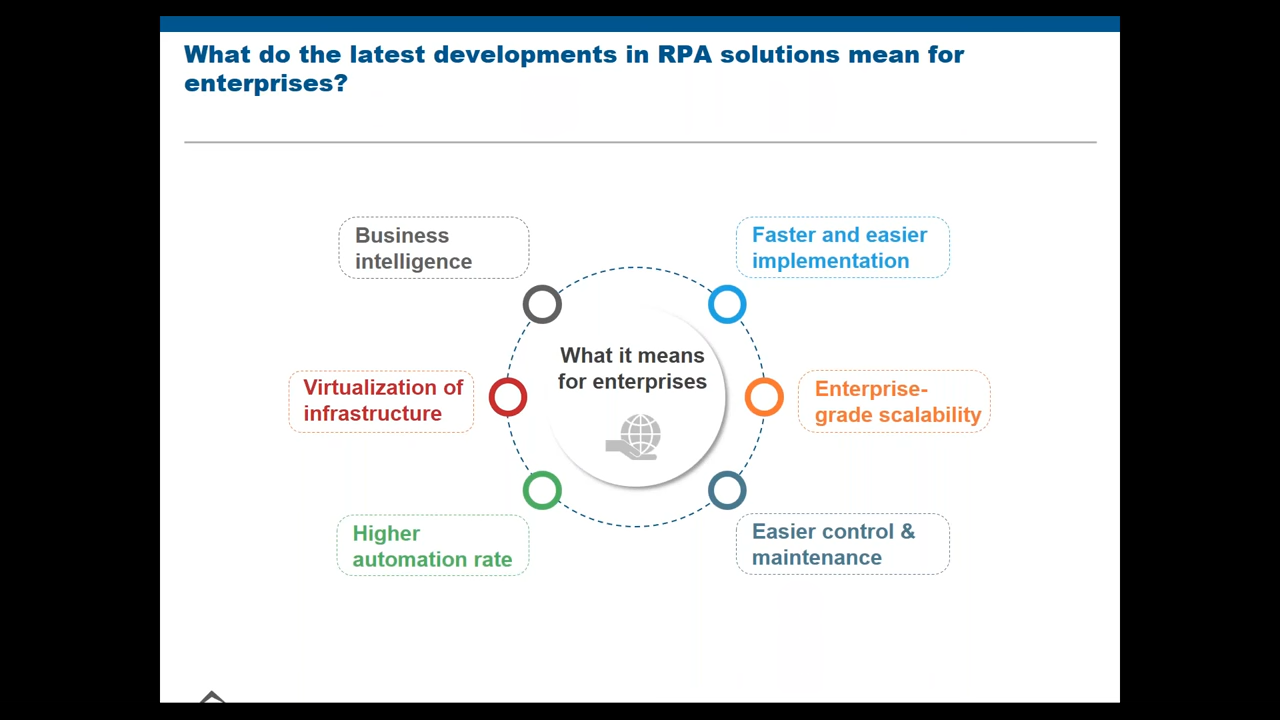 What do the latest developments in RPA solutions mean for
enterprises?
Business
intelligence
Faster and easier
implementation
What it means
for enterprises
Virtualization of
infrastructure
Enterprise-
grade scalability
Higher
automation rate
Easier control &
maintenance